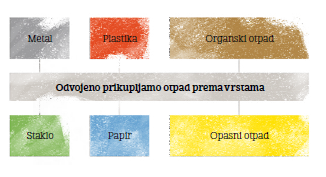 Metal
Plastika
Organski otpad
Odvojeno prikupljamo otpad prema vrstama
Staklo
Papir
Opasni otpad